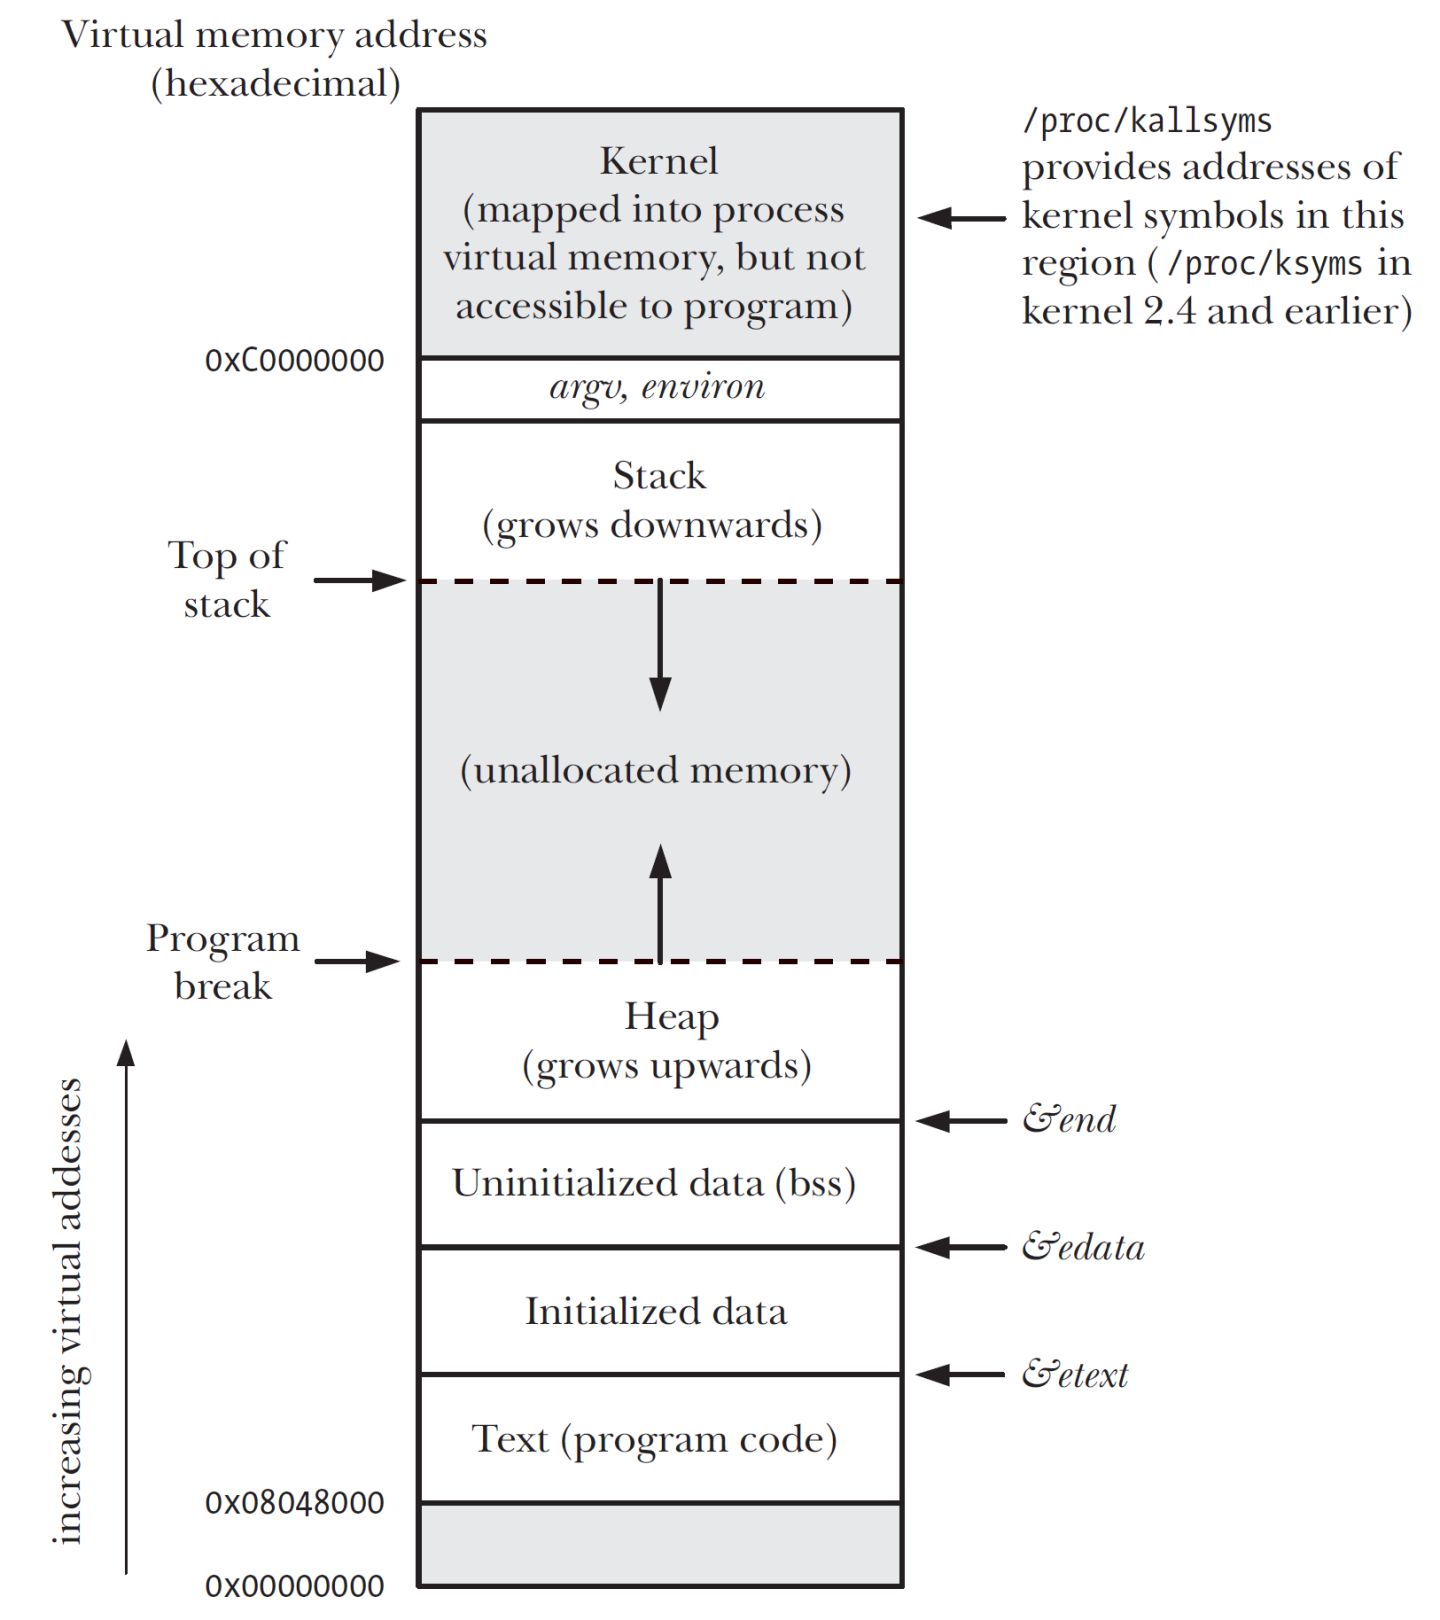 Virtual memory address
(hexadecimal)
/proc/kallsyms
provides addresses of
kernel symbols in this
region ( /proc/ksyms in
kernel 2.4 and earlier)
Kernel
(mapped into process
virtual memory, but not
accessible to program)
0xC0000000
argv, environ
Stack
(grows downwards)
Top of
stack
(unallocated memory)
Program
break
Heap
(grows upwards)
&end
Uninitialized data (bss)
&edata
Initialized data
&etext
Text (program code)
0x08048000
0x00000000
increasing virtual addesses